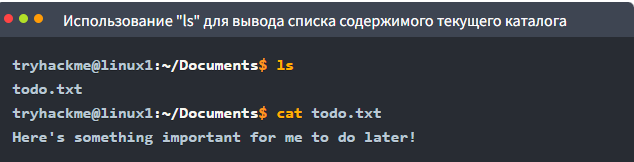 Использование "ls" для вывода списка содержимого текущего каталога
tryhackme@linux1:~/Documents$ ls
todo.txt
tryhackme@linux1:~/Documents$ cat todo.txt
Here's something important for me to do later!